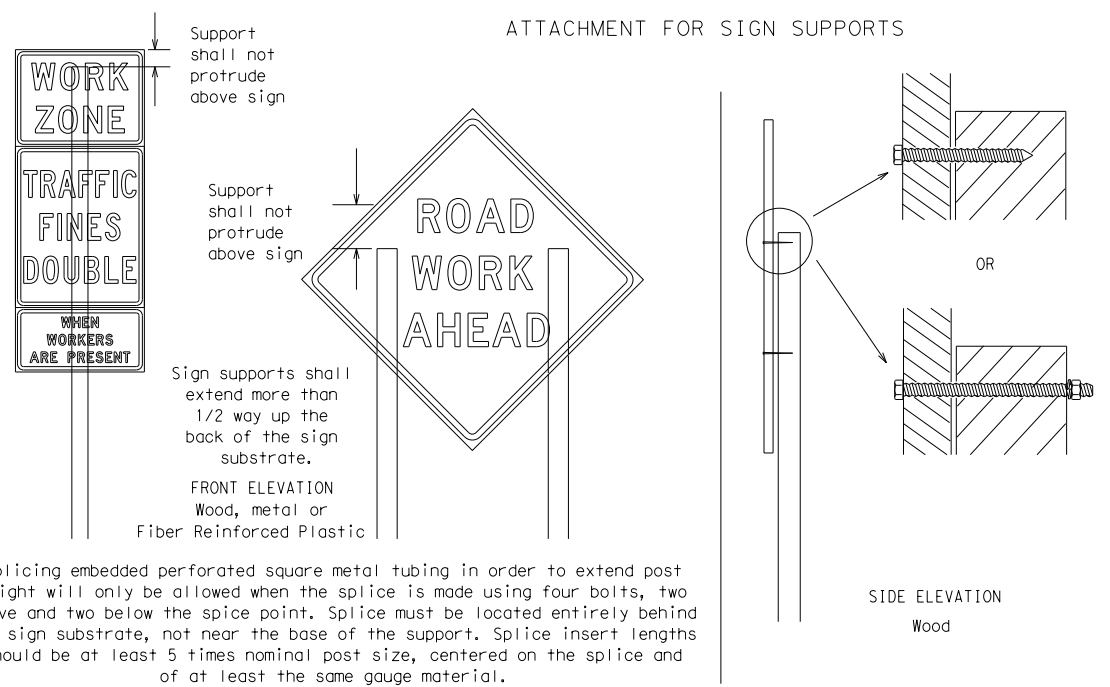 ATTACHMENT FOR SIGN SUPPORTS
Support
shall not
protrude
above sign
WORK
ZONE
TRAFFIC
FINES
DOUBLE
WHEN
WORKERS
ARE PRESENT
Support
shall not
protrude
above sign
ROAD
WORK
AHEAD
Sign supports shall
extend more than
1/2 way up the
back of the sign
substrate.
FRONT ELEVATION
Wood, metal or
Fiber Reinforced Plastic
plicing embedded perforated square metal tubing in order to extend post
ight will only be allowed when the splice is made using four bolts, two
ve and two below the spice point. Splice must be located entirely behind
sign substrate, not near the base of the support. Splice insert lengths
hould be at least 5 times nominal post size, centered on the splice and
of at least the same gauge material.
OR
SIDE ELEVATION
Wood